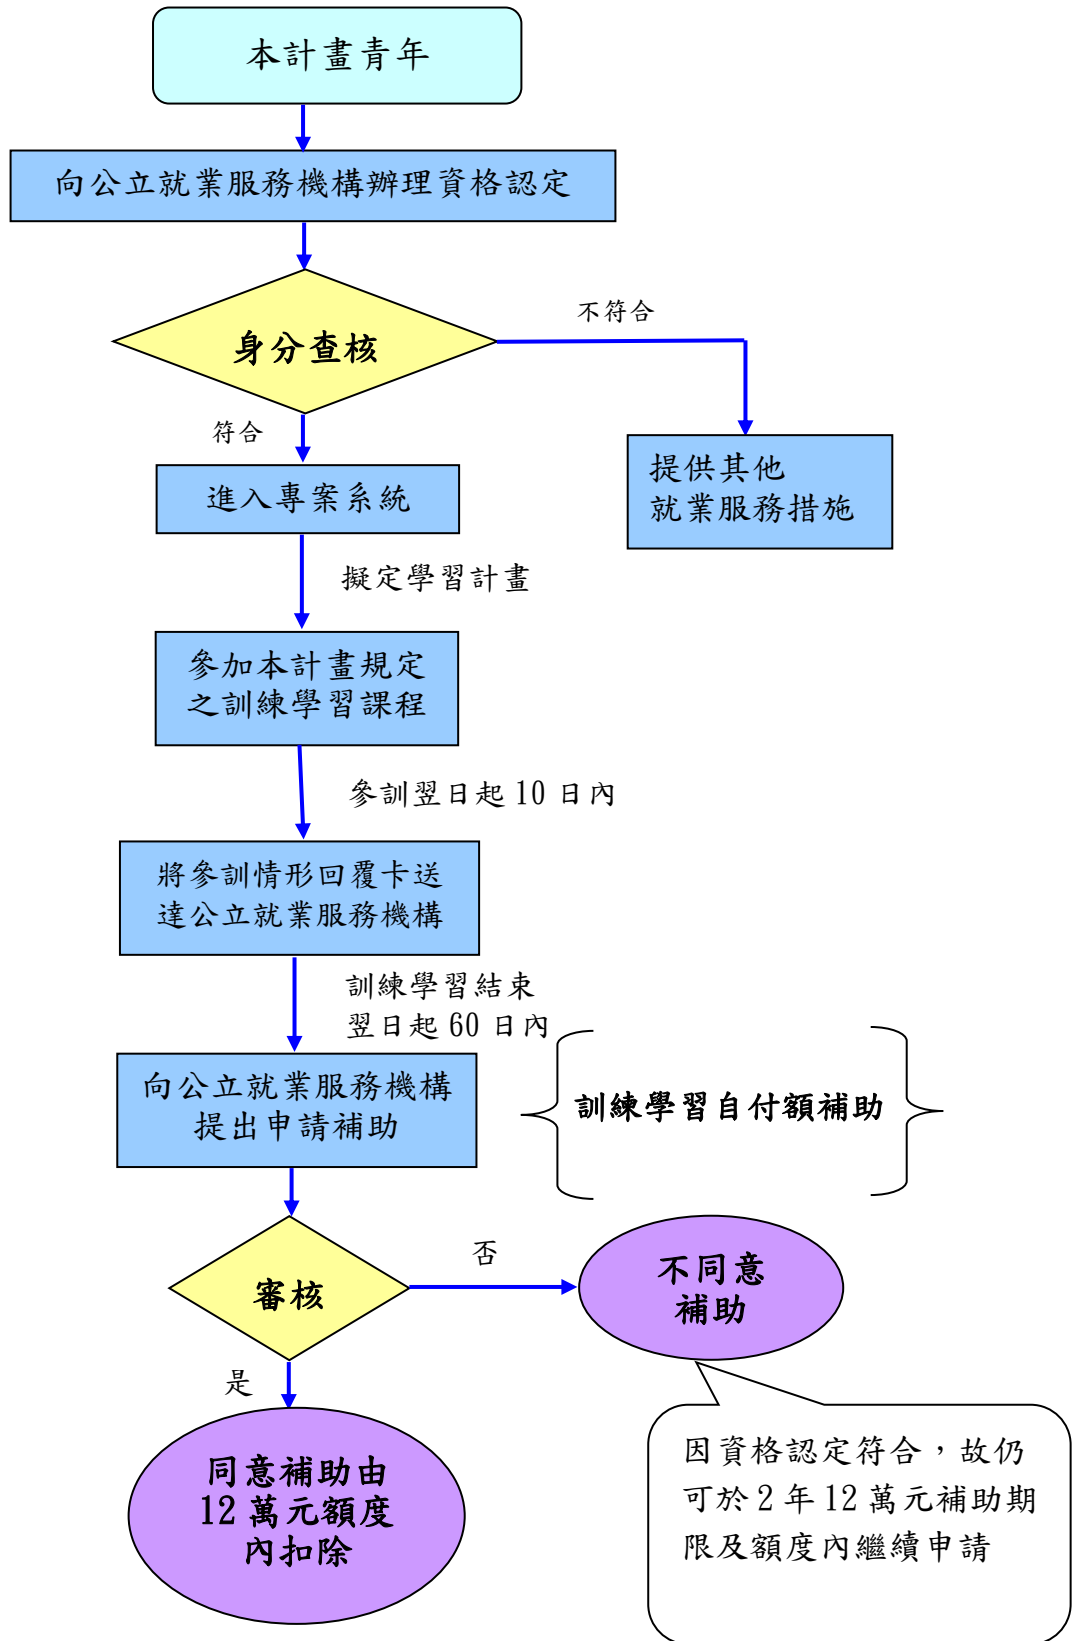 本計畫青年
向公立就業服務機構辦理資格認定
身分查核
不符合
符合
提供其他
就業服務措施
進入專案系統
擬定學習計畫
參加本計畫規定
之訓練學習課程
參訓翌日起 10 日內
將參訓情形回覆卡送
達公立就業服務機構
訓練學習結束
翌日起 60 日內
向公立就業服務機構
提出申請補助
訓練學習自付額補助
審核
否
不同意
補助
是
同意補助由
12 萬元額度
內扣除
因資格認定符合，故仍
可於 2 年 12 萬元補助期
限及額度內繼續申請